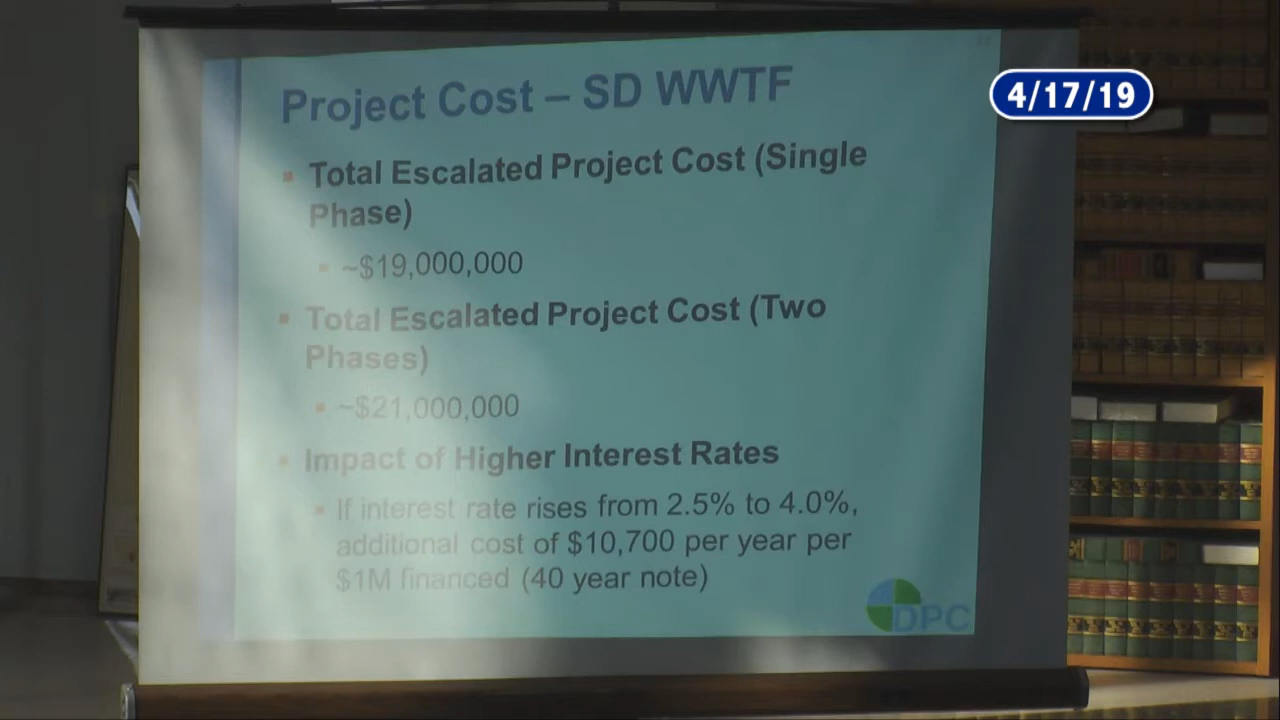 Project Cost – SD WWTF
4/17/19
Total Escalated Project Cost (Single
Phase)
~$19,000,000
Total Escalated Project Cost (Two
Phases)
~$21,000,000
Impact of Higher Interest Rates
If interest rate rises from 2.5% to 4.0%,
additional cost of $10,700 per year per
$1M financed (40 year note)
DPC